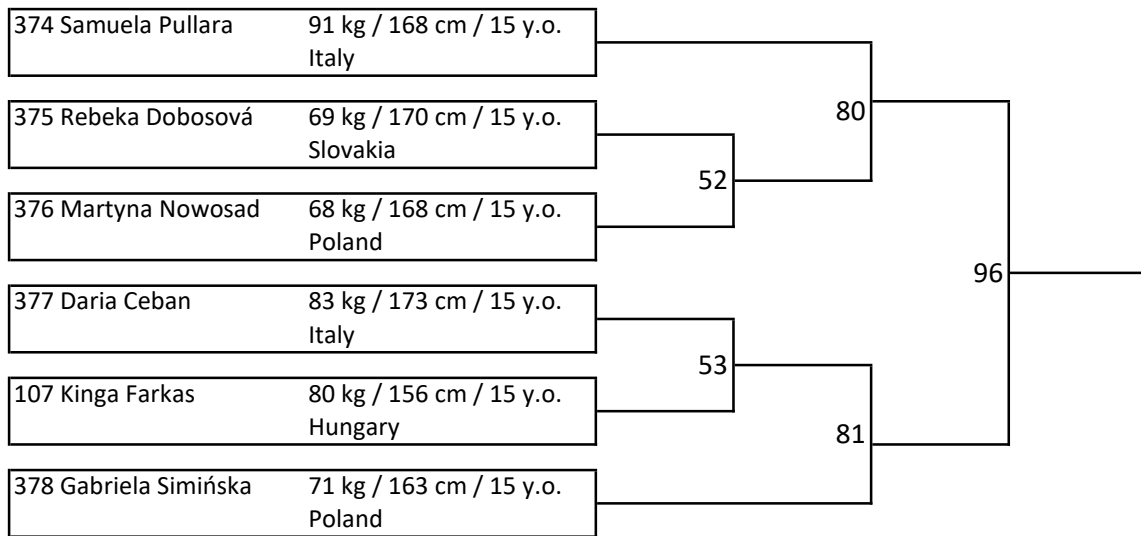 374 Samuela Pullara 91 kg / 168 cm / 15 y.o.
Italy
80
375 Rebeka Dobosová 69 kg / 170 cm / 15 y.o.
Slovakia
52
376 Martyna Nowosad 68 kg / 168 cm / 15 y.o.
Poland
96
377 Daria Ceban 83 kg / 173 cm / 15 y.o.
Italy
53
107 Kinga Farkas 80 kg / 156 cm / 15 y.o.
Hungary
81
378 Gabriela Simińska 71 kg / 163 cm / 15 y.o.
Poland